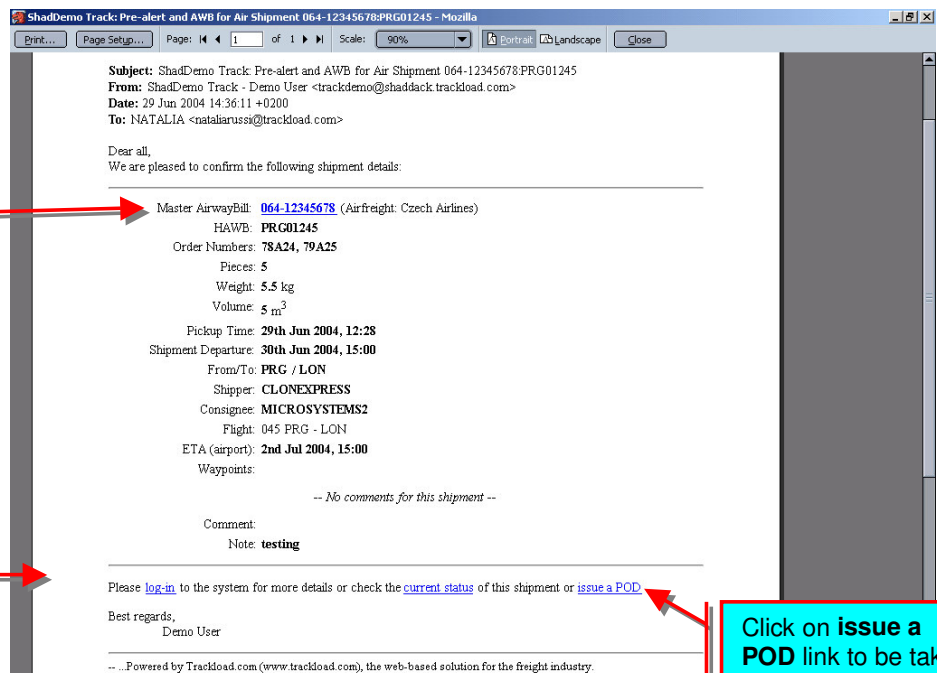 ShadDemo Track: Pre-alert and AWB for Air Shipment 064-12345678:PRG01245 - Mozilla
Print... Page Setup... Page: 1 of 1 Scale: 90% Portrait Landscape Close
Subject: ShadDemo Track: Pre-alert and AWB for Air Shipment 064-12345678:PRG01245
From: ShadDemo Track - Demo User <trackdemo@shaddack.trackload.com>
Date: 29 Jun 2004 14:36:11 +0200
To: NATALIA <nataliarussi@trackload.com>
Dear all,
We are pleased to confirm the following shipment details:
Master AirwayBill: 064-12345678 (Airfreight: Czech Airlines)
HAWB: PRG01245
Order Numbers: 78A24, 79A25
Pieces: 5
Weight: 5.5 kg
Volume: 5 m3
Pickup Time: 29th Jun 2004, 12:28
Shipment Departure: 30th Jun 2004, 15:00
From/To: PRG / LON
Shipper: CLONEXPRESS
Consignee: MICROSYSTEMS2
Flight: 045 PRG - LON
ETA (airport): 2nd Jul 2004, 15:00
Waypoints:
-- No comments for this shipment --
Comment:
Note: testing
Please log-in to the system for more details or check the current status of this shipment or issue a POD
Best regards,
Demo User
-- ...Powered by Trackload.com (www.trackload.com), the web-based solution for the freight industry.
Click on issue a
POD link to be tak